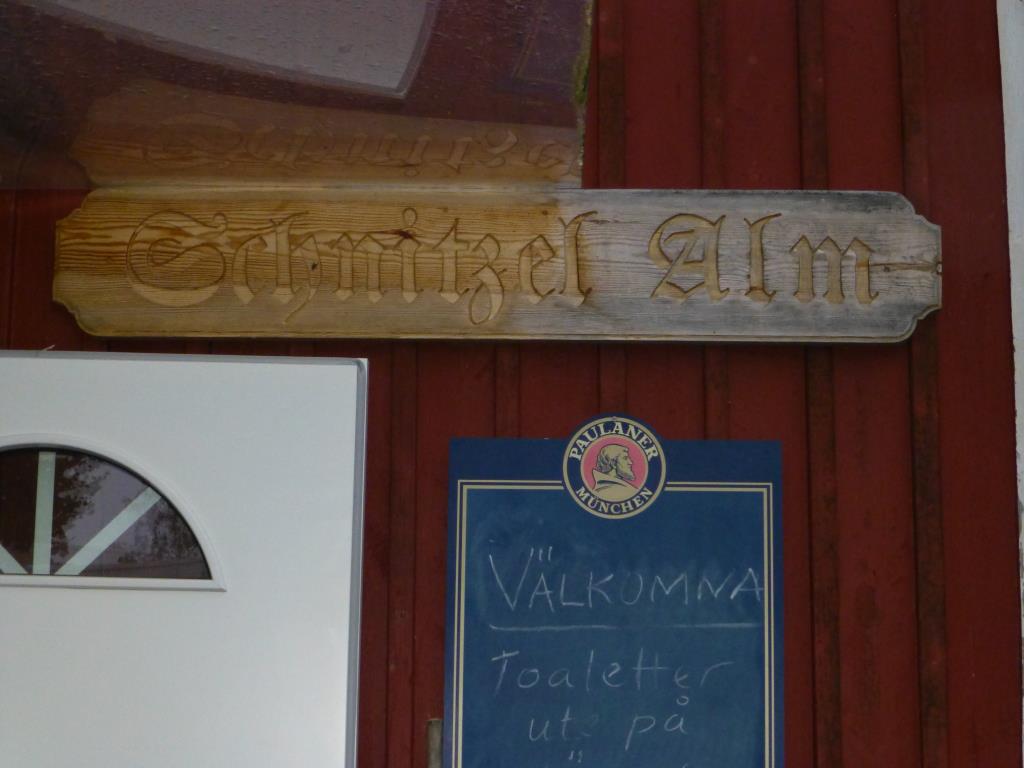 Schnitzel Alm
PAULANER
MÜNCHEN
VÄLKOMNA
Toaletter
ute på